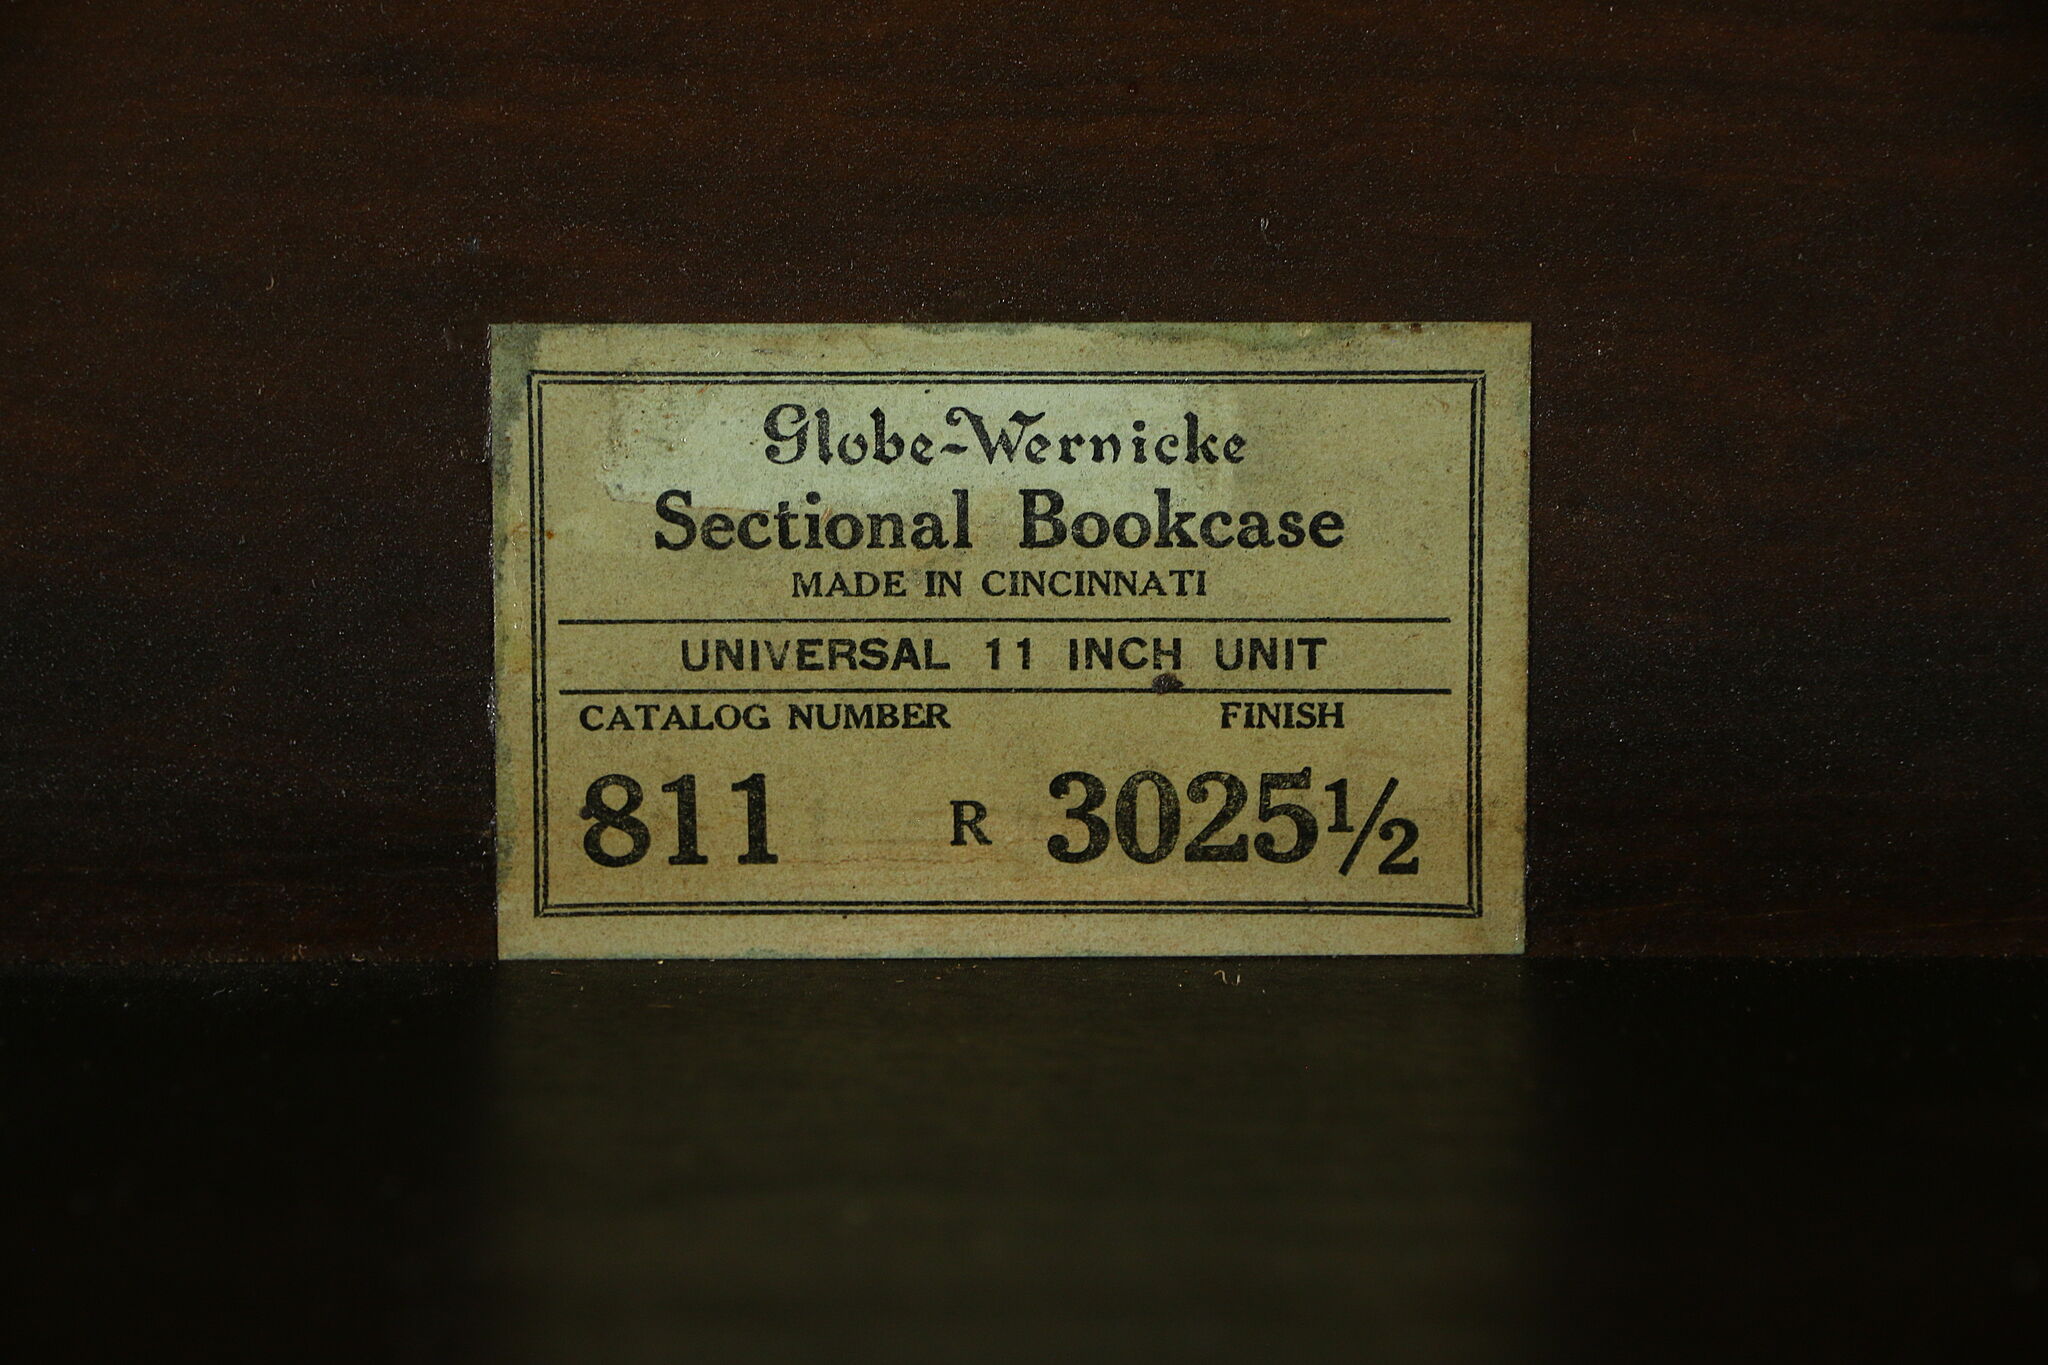 Globe-Wernicke
Sectional Bookcase
MADE IN CINCINNATI
UNIVERSAL 11 INCH UNIT
CATALOG NUMBER FINISH
811 R 3025½